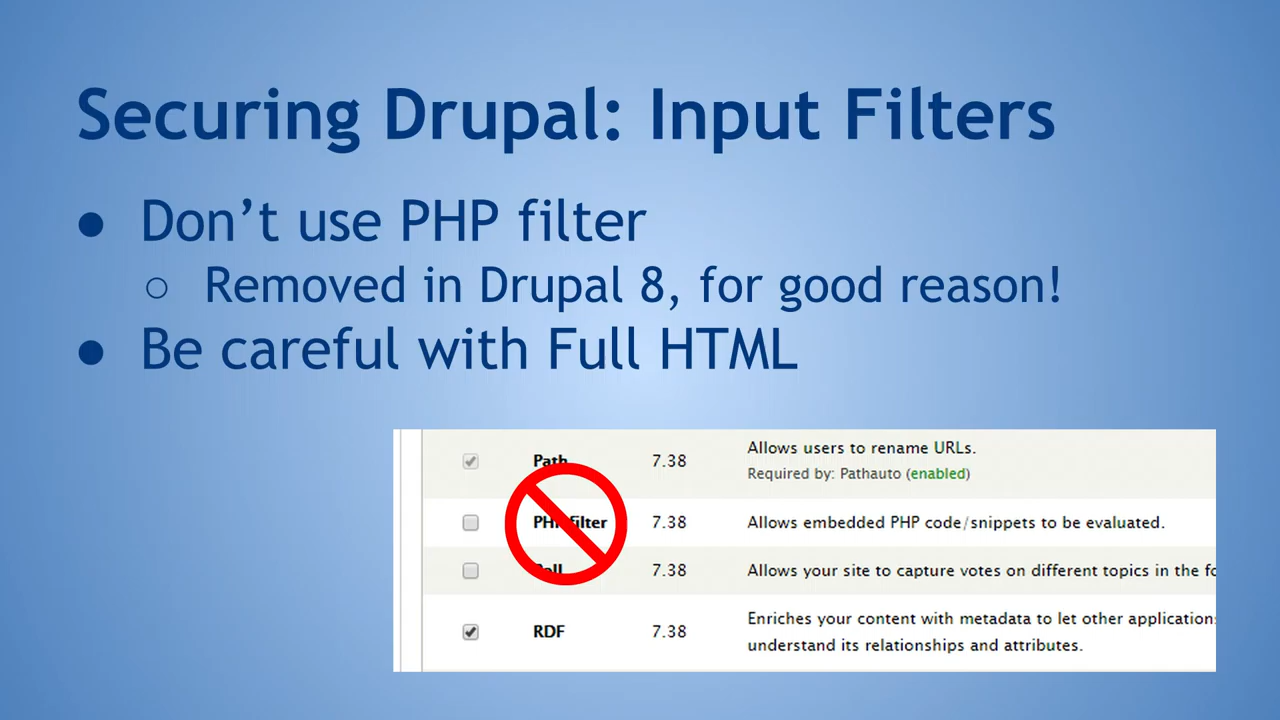 Securing Drupal: Input Filters
● Don’t use PHP filter
○ Removed in Drupal 8, for good reason!
● Be careful with Full HTML
Path 7.38 Allows users to rename URLs.
Required by: Pathauto (enabled)
PHP filter 7.38 Allows embedded PHP code/snippets to be evaluated.
7.38 Allows your site to capture votes on different topics in the
RDF 7.38 Enriches your content with metadata to let other application
understand its relationships and attributes.